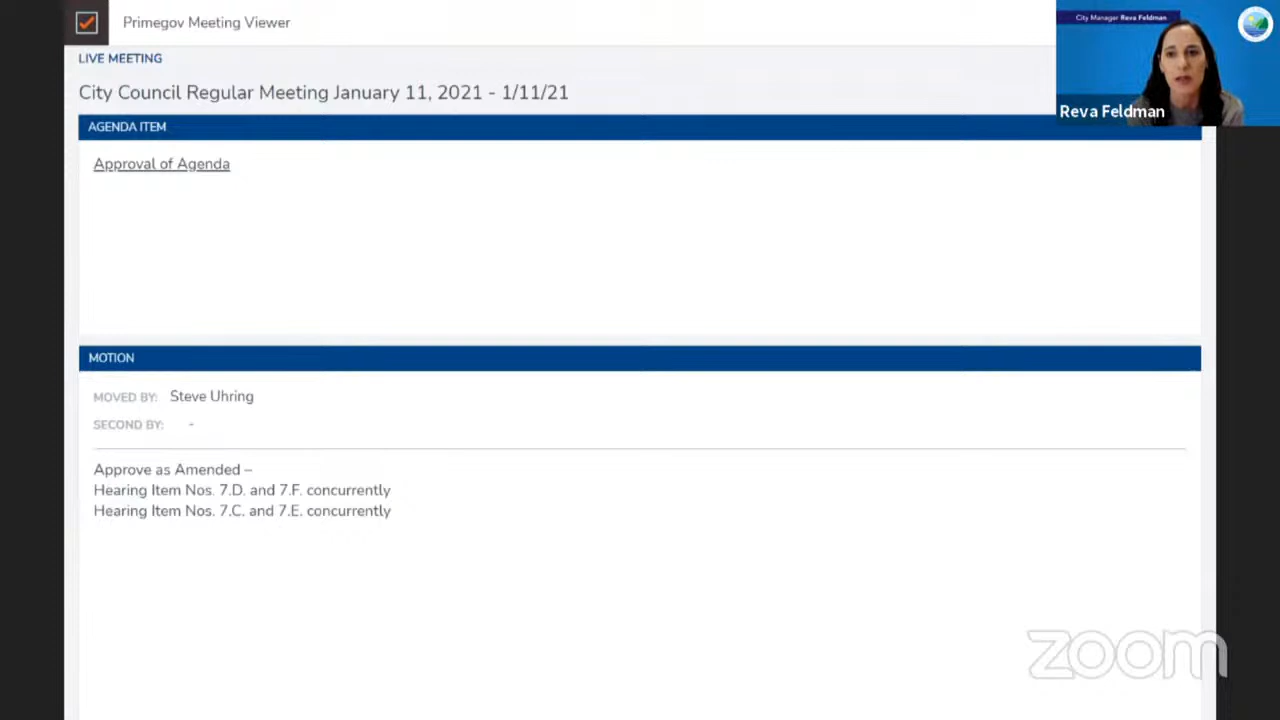 Primegov Meeting Viewer
City Manager Reva Feldman
LIVE MEETING
City Council Regular Meeting January 11, 2021 - 1/11/21
Reva Feldman
AGENDA ITEM
Approval of Agenda
MOTION
MOVED BY: Steve Uhring
SECOND BY: -
Approve as Amended –
Hearing Item Nos. 7.D. and 7.F. concurrently
Hearing Item Nos. 7.C. and 7.E. concurrently
zoom